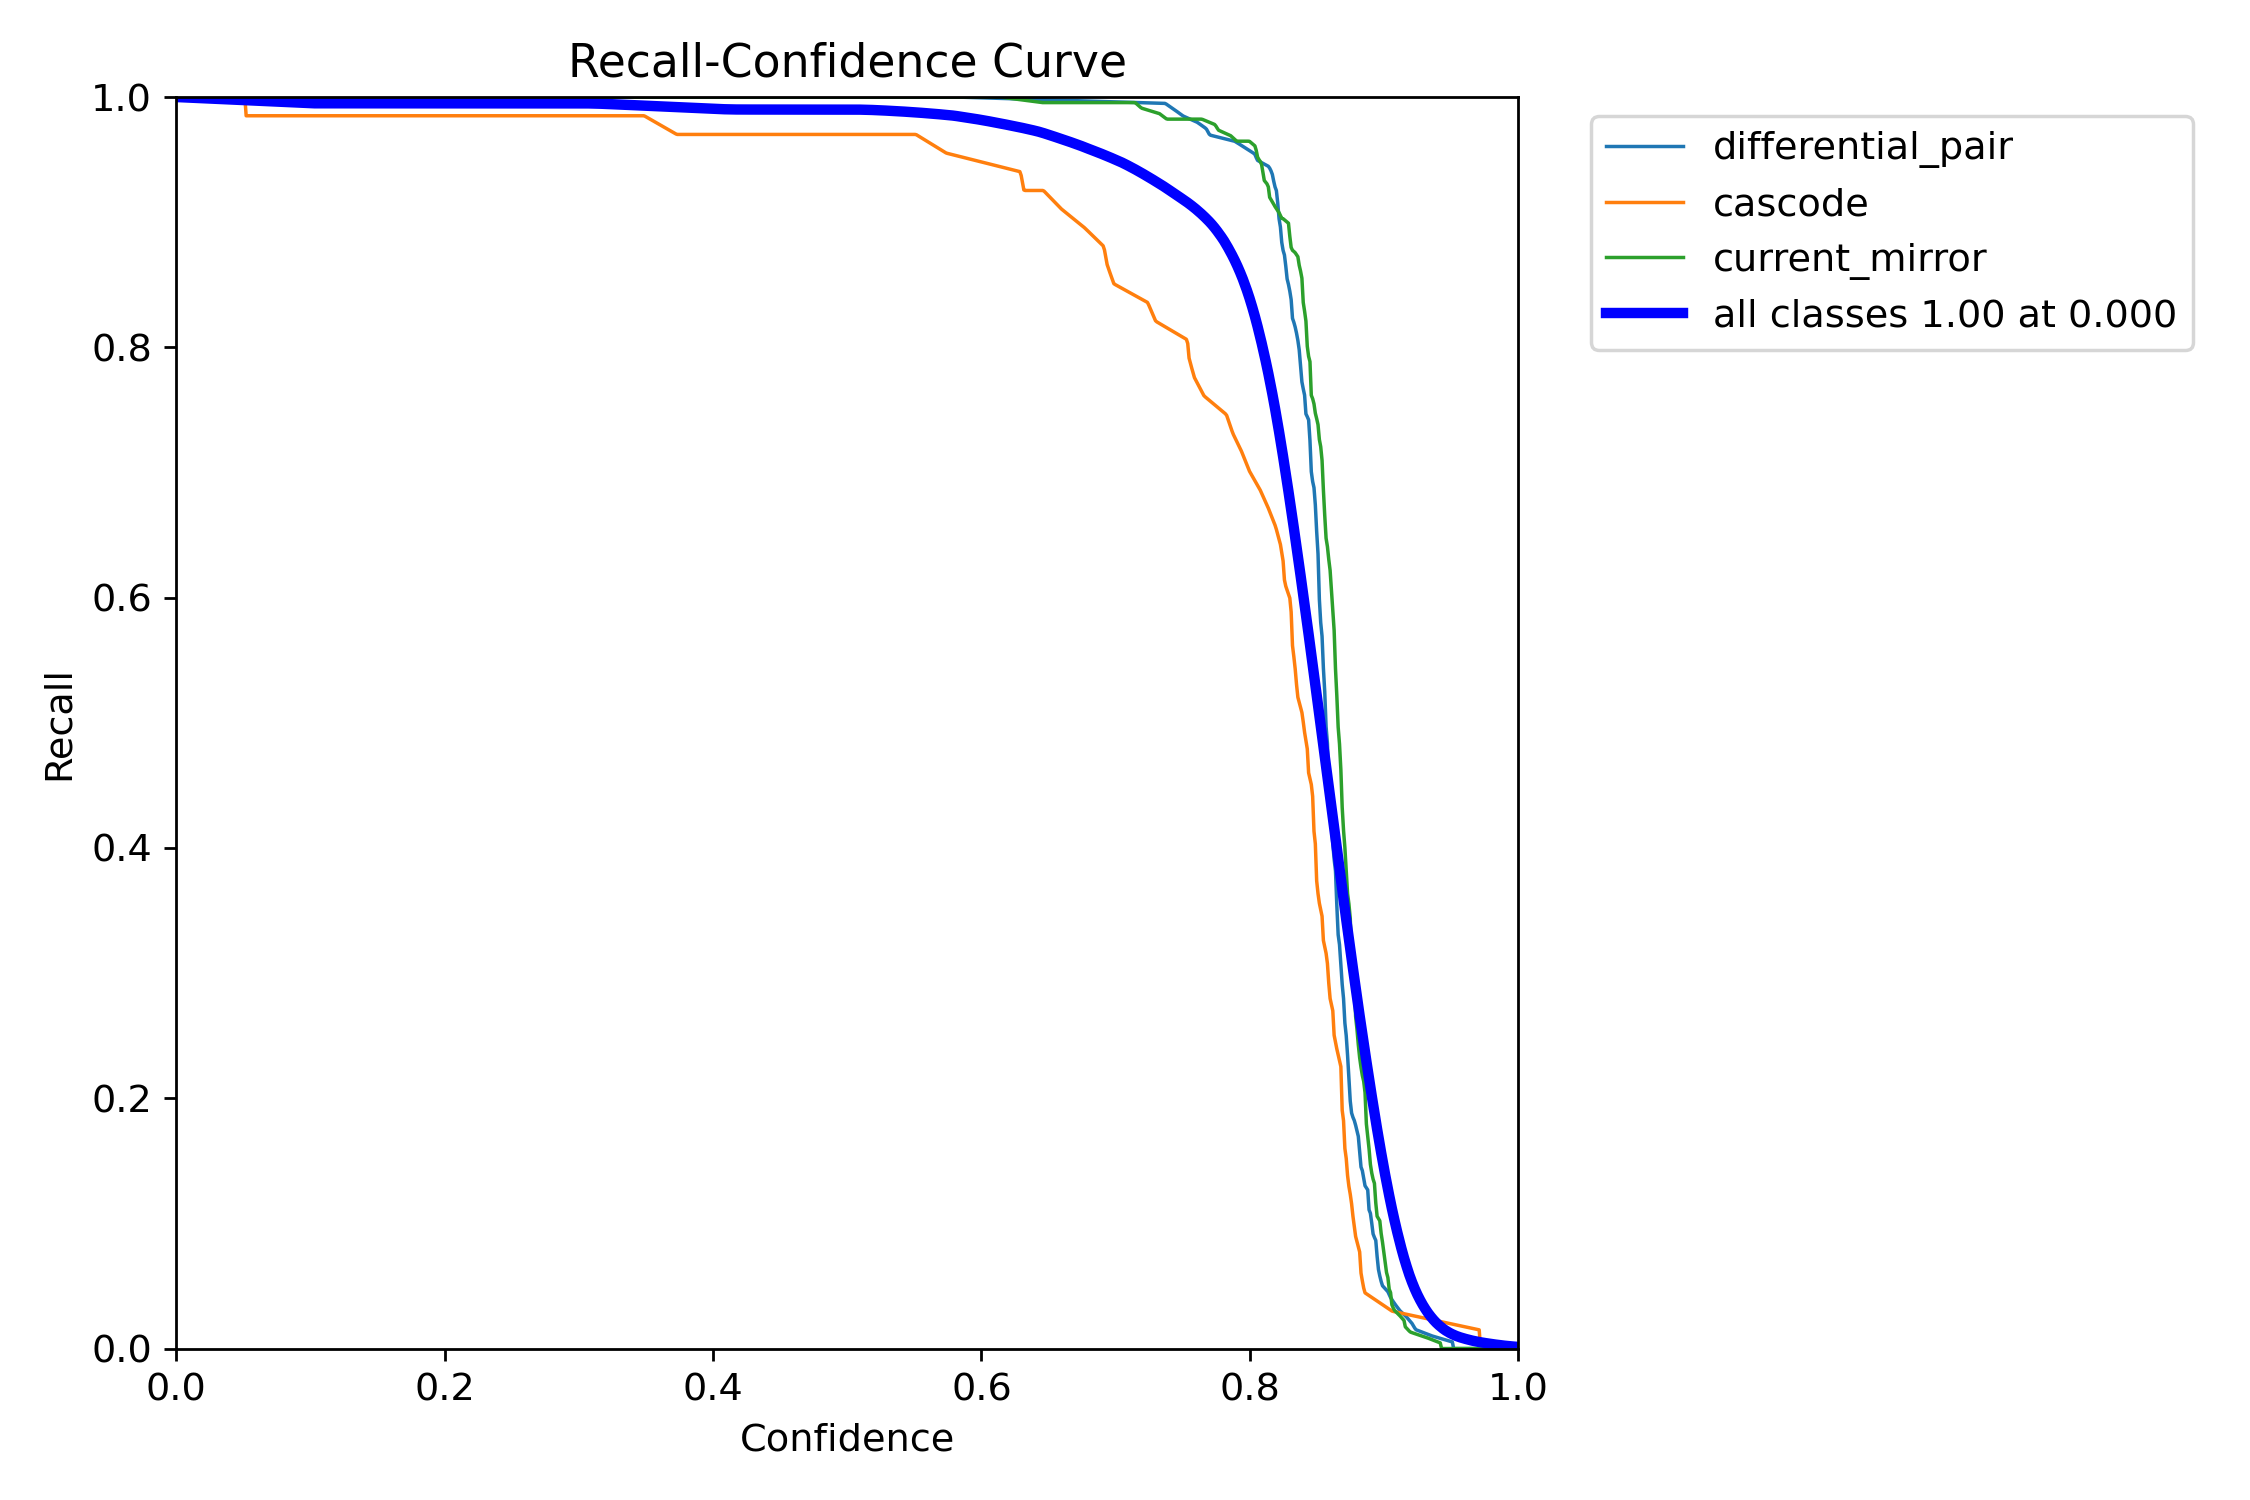 Recall-Confidence Curve
1.0
0.8
0.6
0.4
0.2
0.0
Recall
0.0 0.2 0.4 0.6 0.8 1.0
Confidence
differential_pair
cascode
current_mirror
all classes 1.00 at 0.000